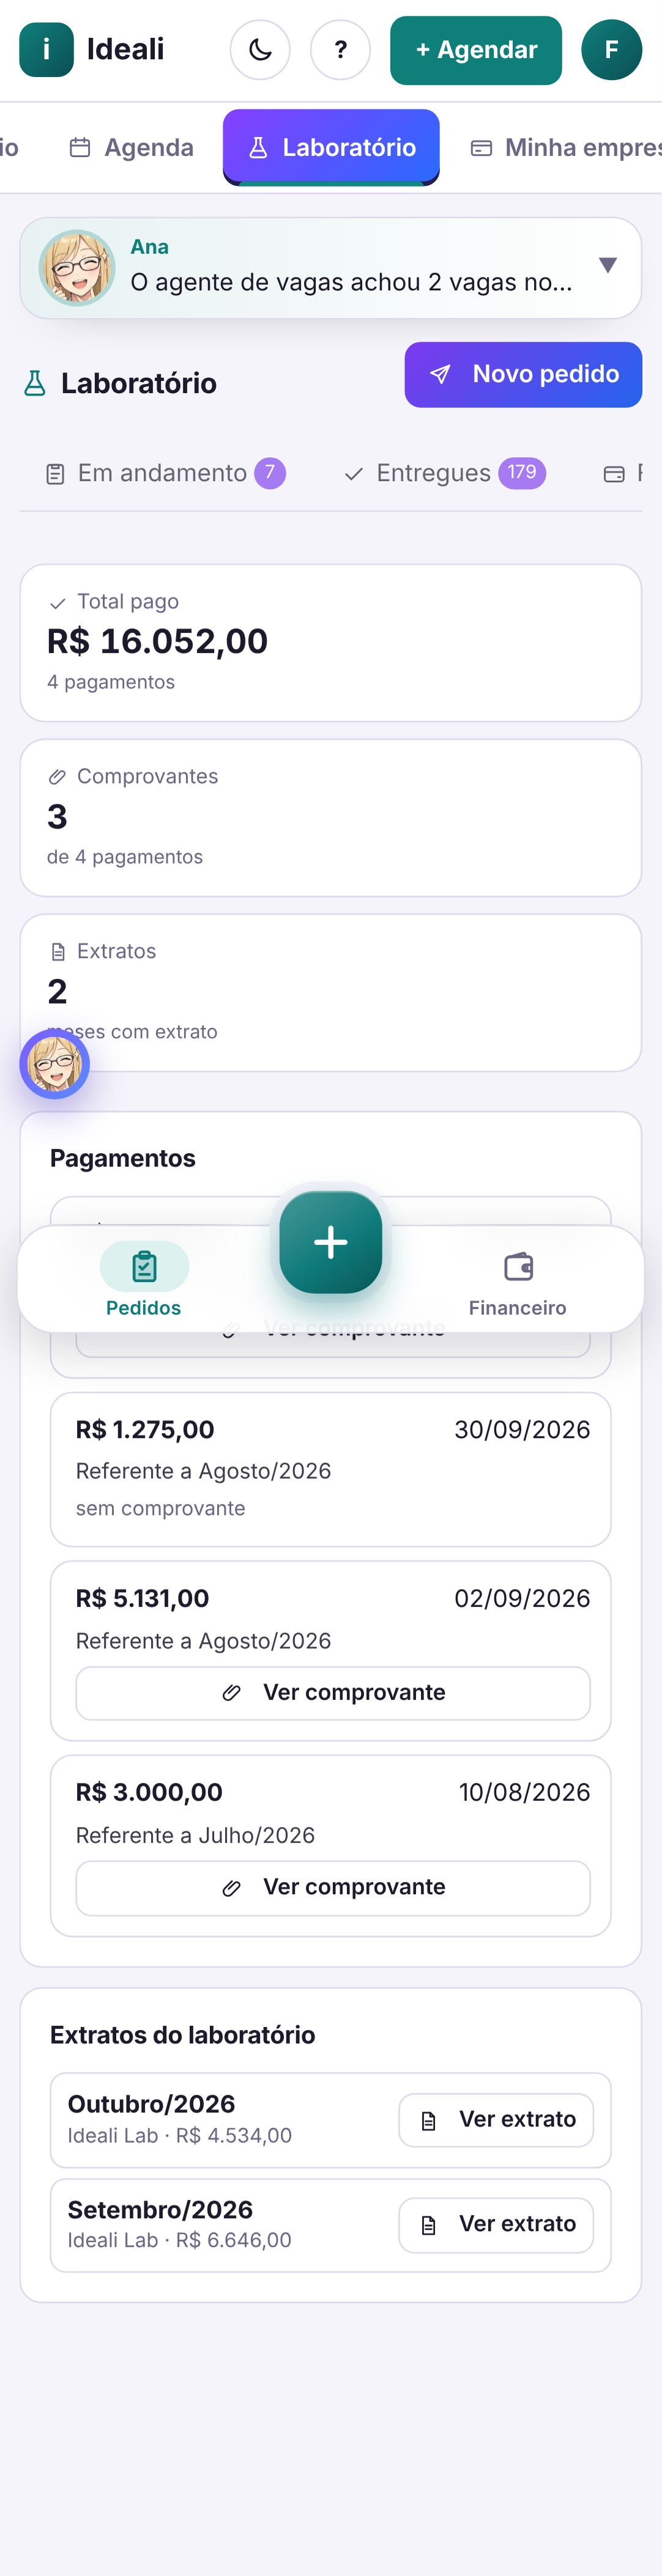 i Ideali ? + Agendar F
io Agenda Laboratório Minha empres
Ana
O agente de vagas achou 2 vagas no...
Laboratório Novo pedido
Em andamento 7 Entregues 179 F
Total pago
R$ 16.052,00
4 pagamentos
Comprovantes
3
de 4 pagamentos
Extratos
2
meses com extrato
Pagamentos
Pedidos + Financeiro
Ver comprovante
R$ 1.275,00 30/09/2026
Referente a Agosto/2026
sem comprovante
R$ 5.131,00 02/09/2026
Referente a Agosto/2026
Ver comprovante
R$ 3.000,00 10/08/2026
Referente a Julho/2026
Ver comprovante
Extratos do laboratório
Outubro/2026 Ver extrato
Ideali Lab · R$ 4.534,00
Setembro/2026 Ver extrato
Ideali Lab · R$ 6.646,00